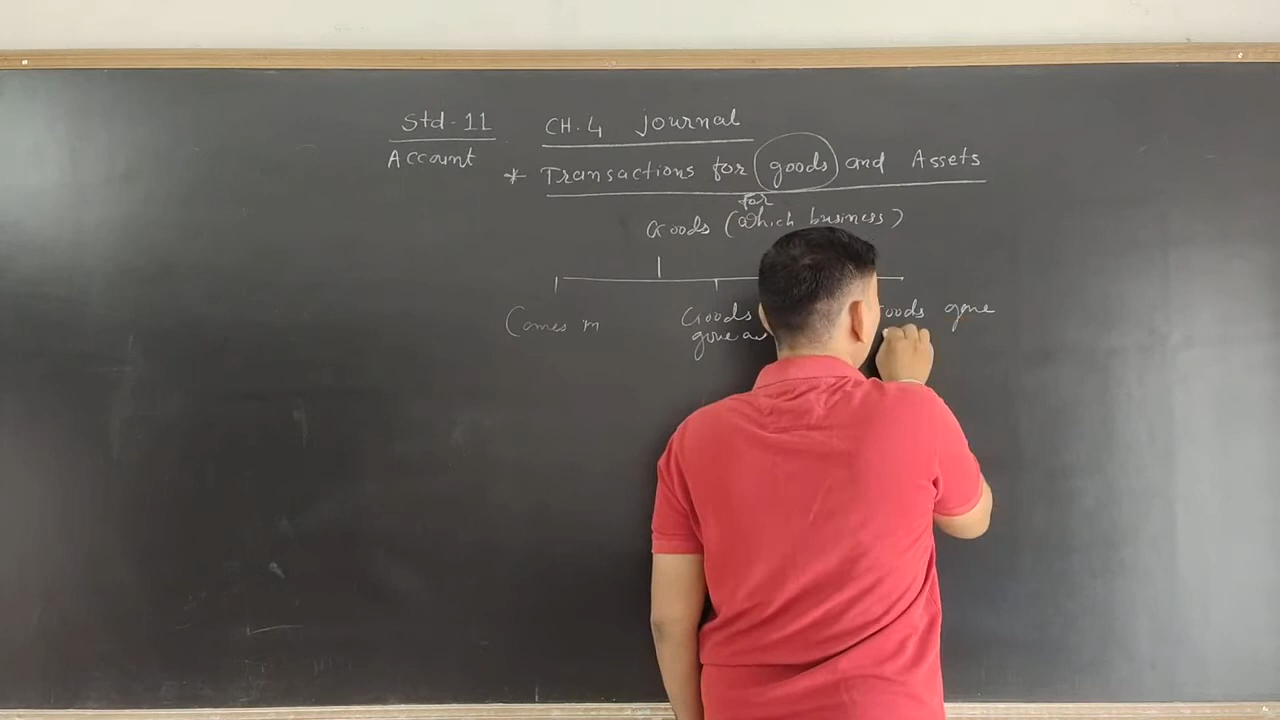 Std-11
Account
CH.4 Journal
* Transactions for goods and Assets
for
Goods (which business)
Comes in
Goods
gone
Goods gone